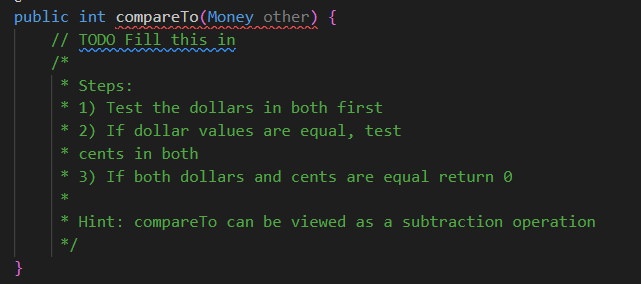 public int compareTo(Money other) {
// TODO Fill this in
/*
* Steps:
* 1) Test the dollars in both first
* 2) If dollar values are equal, test
* cents in both
* 3) If both dollars and cents are equal return 0
*
* Hint: compareTo can be viewed as a subtraction operation
*/
}